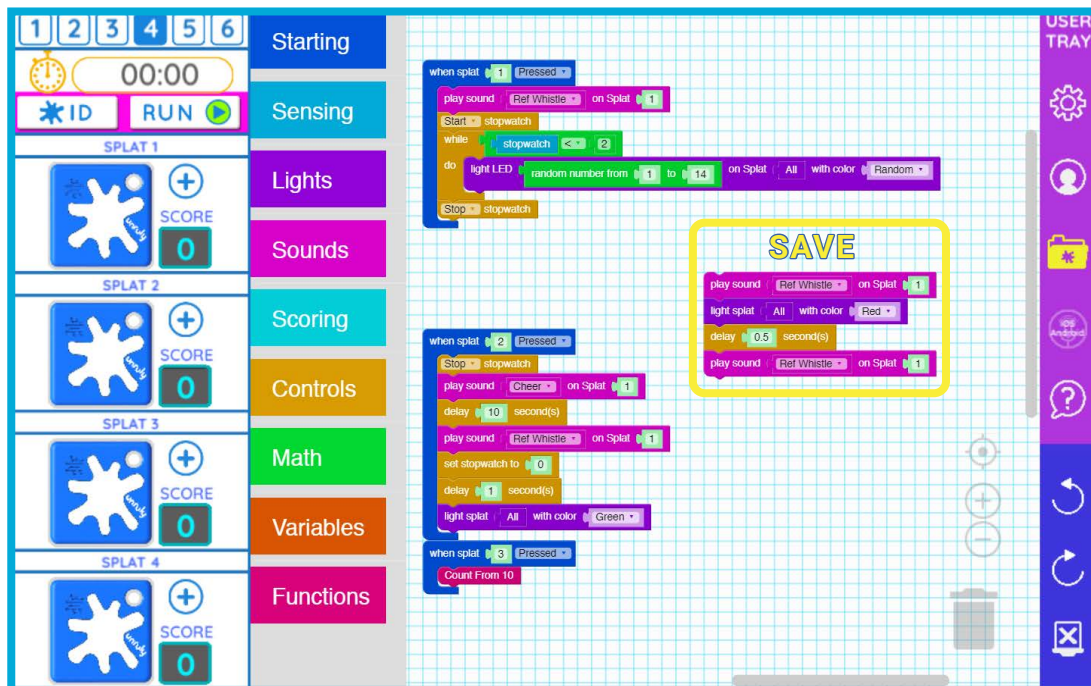 1 2 3 4 5 6
00:00
ID RUN
SPLAT 1
unruly
SCORE
0
SPLAT 2
unruly
SCORE
0
SPLAT 3
unruly
SCORE
0
SPLAT 4
unruly
SCORE
0
Starting
Sensing
Lights
Sounds
Scoring
Controls
Math
Variables
Functions
when splat 1 Pressed
play sound Ref Whistle on Splat 1
Start stopwatch
while stopwatch < 2
do light LED random number from 1 to 14 on Splat All with color Random
Stop stopwatch
when splat 2 Pressed
Stop stopwatch
play sound Cheer on Splat 1
delay 10 second(s)
play sound Ref Whistle on Splat 1
set stopwatch to 0
delay 1 second(s)
light splat All with color Green
when splat 3 Pressed
Count From 10
SAVE
play sound Ref Whistle on Splat 1
light splat All with color Red
delay 0.5 second(s)
play sound Ref Whistle on Splat 1
USER
TRAY
iOS
Android
?